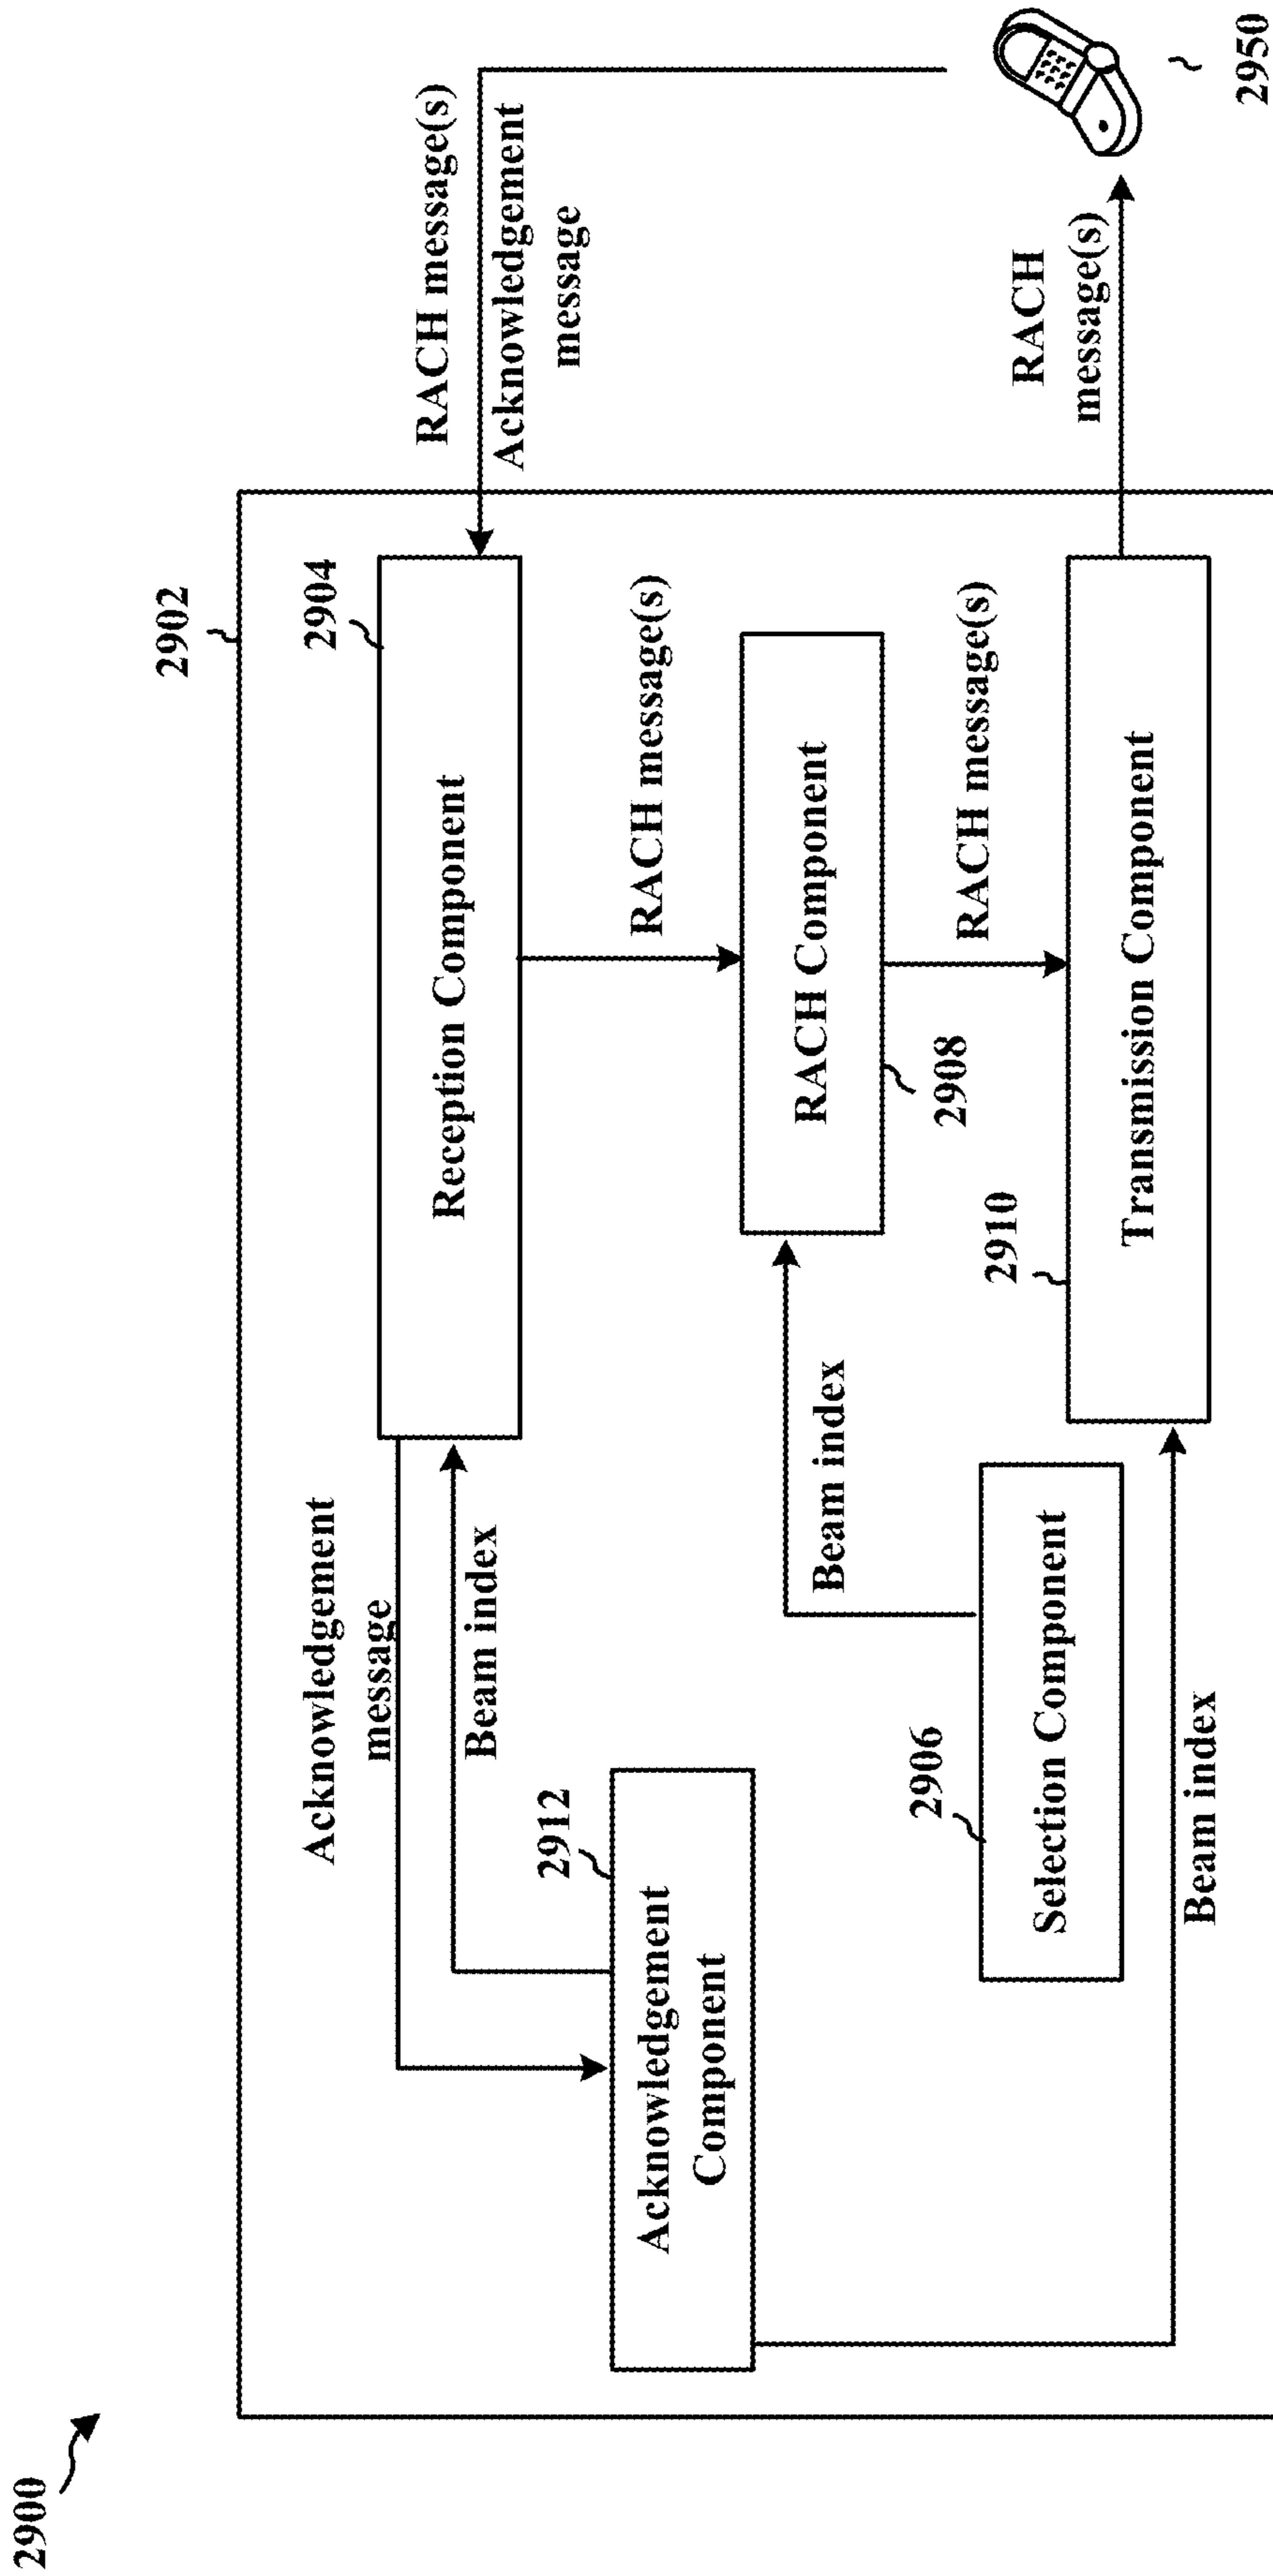 2900
2902
2904
Reception Component
RACH message(s)
Acknowledgement
message
Acknowledgement
message
Beam index
2912
Acknowledgement
Component
RACH message(s)
RACH Component
2908
Beam index
2906
Selection Component
RACH message(s)
2910
Transmission Component
Beam index
RACH
message(s)
2950